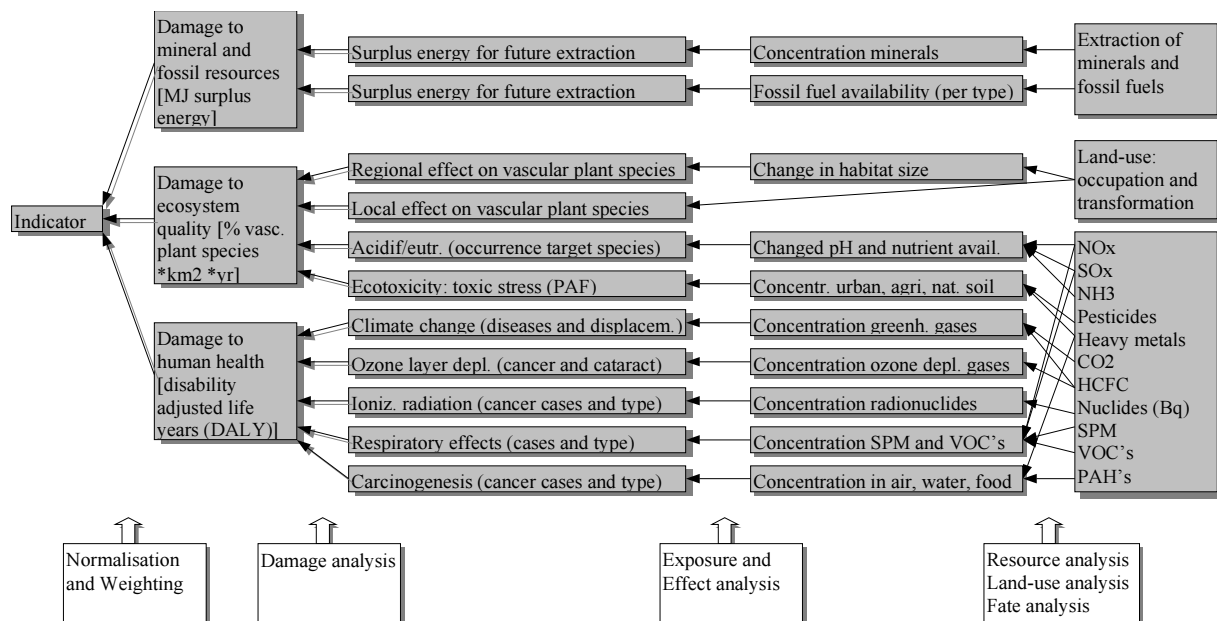 Damage to
mineral and
fossil resources
[MJ surplus
energy]
Surplus energy for future extraction
Concentration minerals
Extraction of
minerals and
fossil fuels
Surplus energy for future extraction
Fossil fuel availability (per type)
Indicator
Damage to
ecosystem
quality [% vasc.
plant species
*km2 *yr]
Regional effect on vascular plant species
Change in habitat size
Land-use:
occupation and
transformation
Local effect on vascular plant species
Acidif/eutr. (occurrence target species)
Changed pH and nutrient avail.
Ecotoxicity: toxic stress (PAF)
Concentr. urban, agri, nat. soil
Damage to
human health
[disability
adjusted life
years (DALY)]
Climate change (diseases and displacem.)
Concentration greenh. gases
Ozone layer depl. (cancer and cataract)
Concentration ozone depl. gases
Ioniz. radiation (cancer cases and type)
Concentration radionuclides
Respiratory effects (cases and type)
Concentration SPM and VOC's
Carcinogenesis (cancer cases and type)
Concentration in air, water, food
NOx
SOx
NH3
Pesticides
Heavy metals
CO2
HCFC
Nuclides (Bq)
SPM
VOC's
PAH's
Normalisation
and Weighting
Damage analysis
Exposure and
Effect analysis
Resource analysis
Land-use analysis
Fate analysis